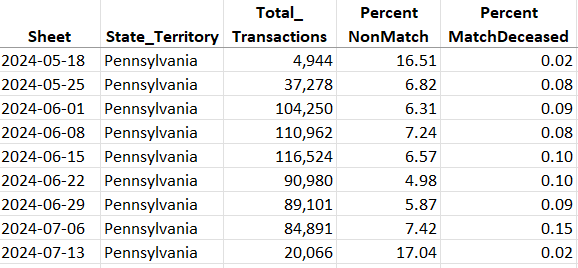 Total_ Percent Percent
Sheet State_Territory Transactions NonMatch MatchDeceased
2024-05-18 Pennsylvania 4,944 16.51 0.02
2024-05-25 Pennsylvania 37,278 6.82 0.08
2024-06-01 Pennsylvania 104,250 6.31 0.09
2024-06-08 Pennsylvania 110,962 7.24 0.08
2024-06-15 Pennsylvania 116,524 6.57 0.10
2024-06-22 Pennsylvania 90,980 4.98 0.10
2024-06-29 Pennsylvania 89,101 5.87 0.09
2024-07-06 Pennsylvania 84,891 7.42 0.15
2024-07-13 Pennsylvania 20,066 17.04 0.02